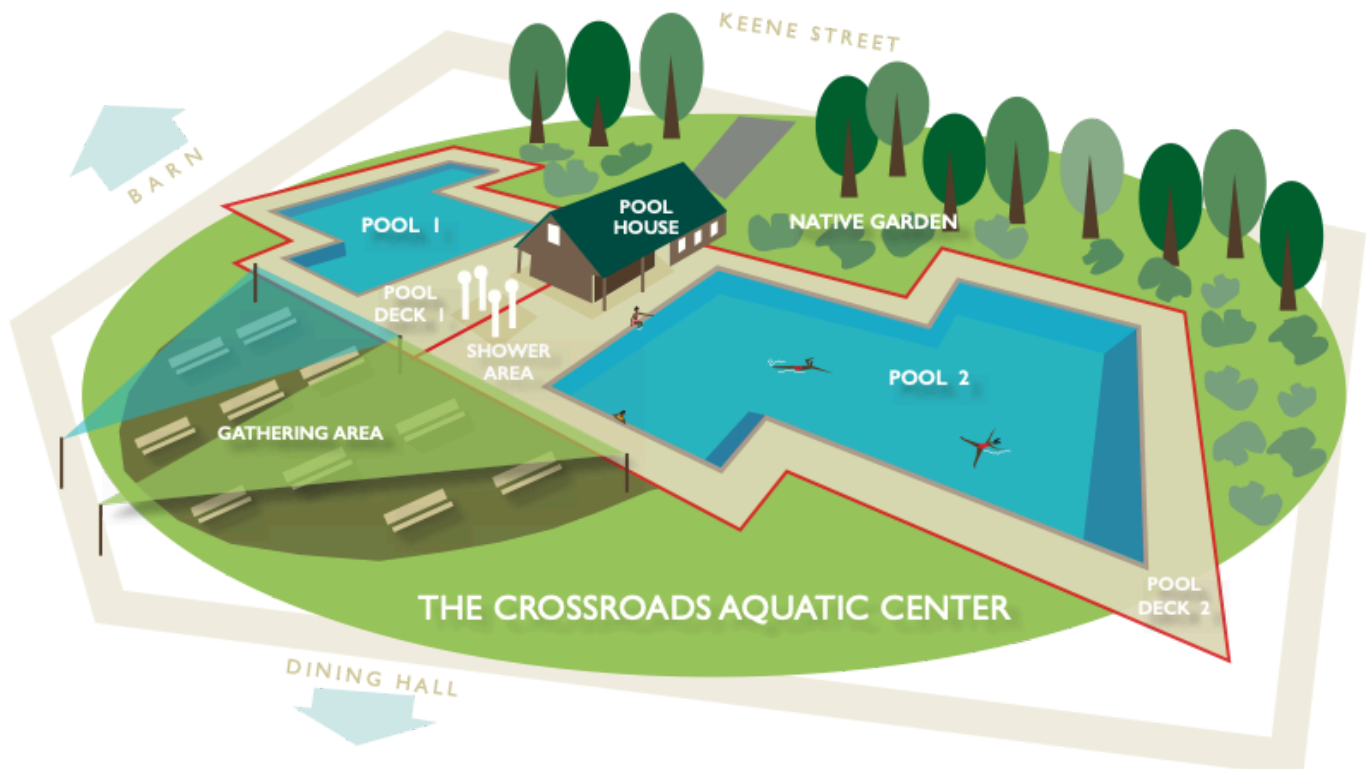 KEENE STREET
BARN
POOL 1
POOL
HOUSE
NATIVE GARDEN
POOL
DECK 1
SHOWER
AREA
POOL 2
GATHERING AREA
POOL
DECK 2
THE CROSSROADS AQUATIC CENTER
DINING HALL